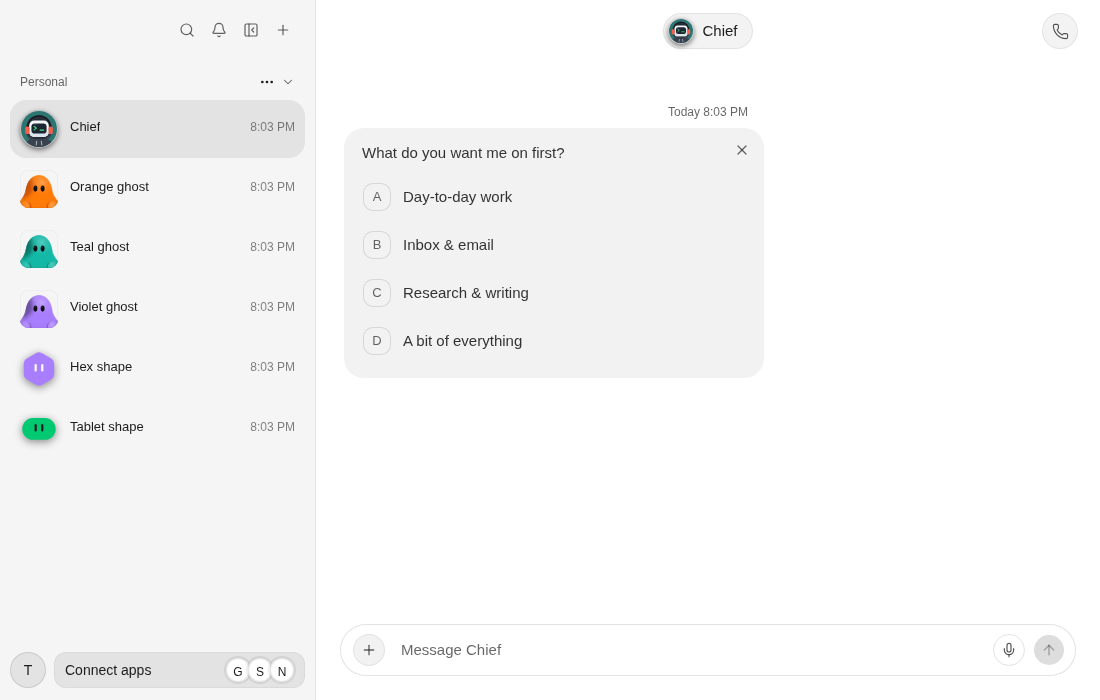 Personal
Chief 8:03 PM
Orange ghost 8:03 PM
Teal ghost 8:03 PM
Violet ghost 8:03 PM
Hex shape 8:03 PM
Tablet shape 8:03 PM
T Connect apps G S N
Chief
Today 8:03 PM
What do you want me on first?
A Day-to-day work
B Inbox & email
C Research & writing
D A bit of everything
Message Chief